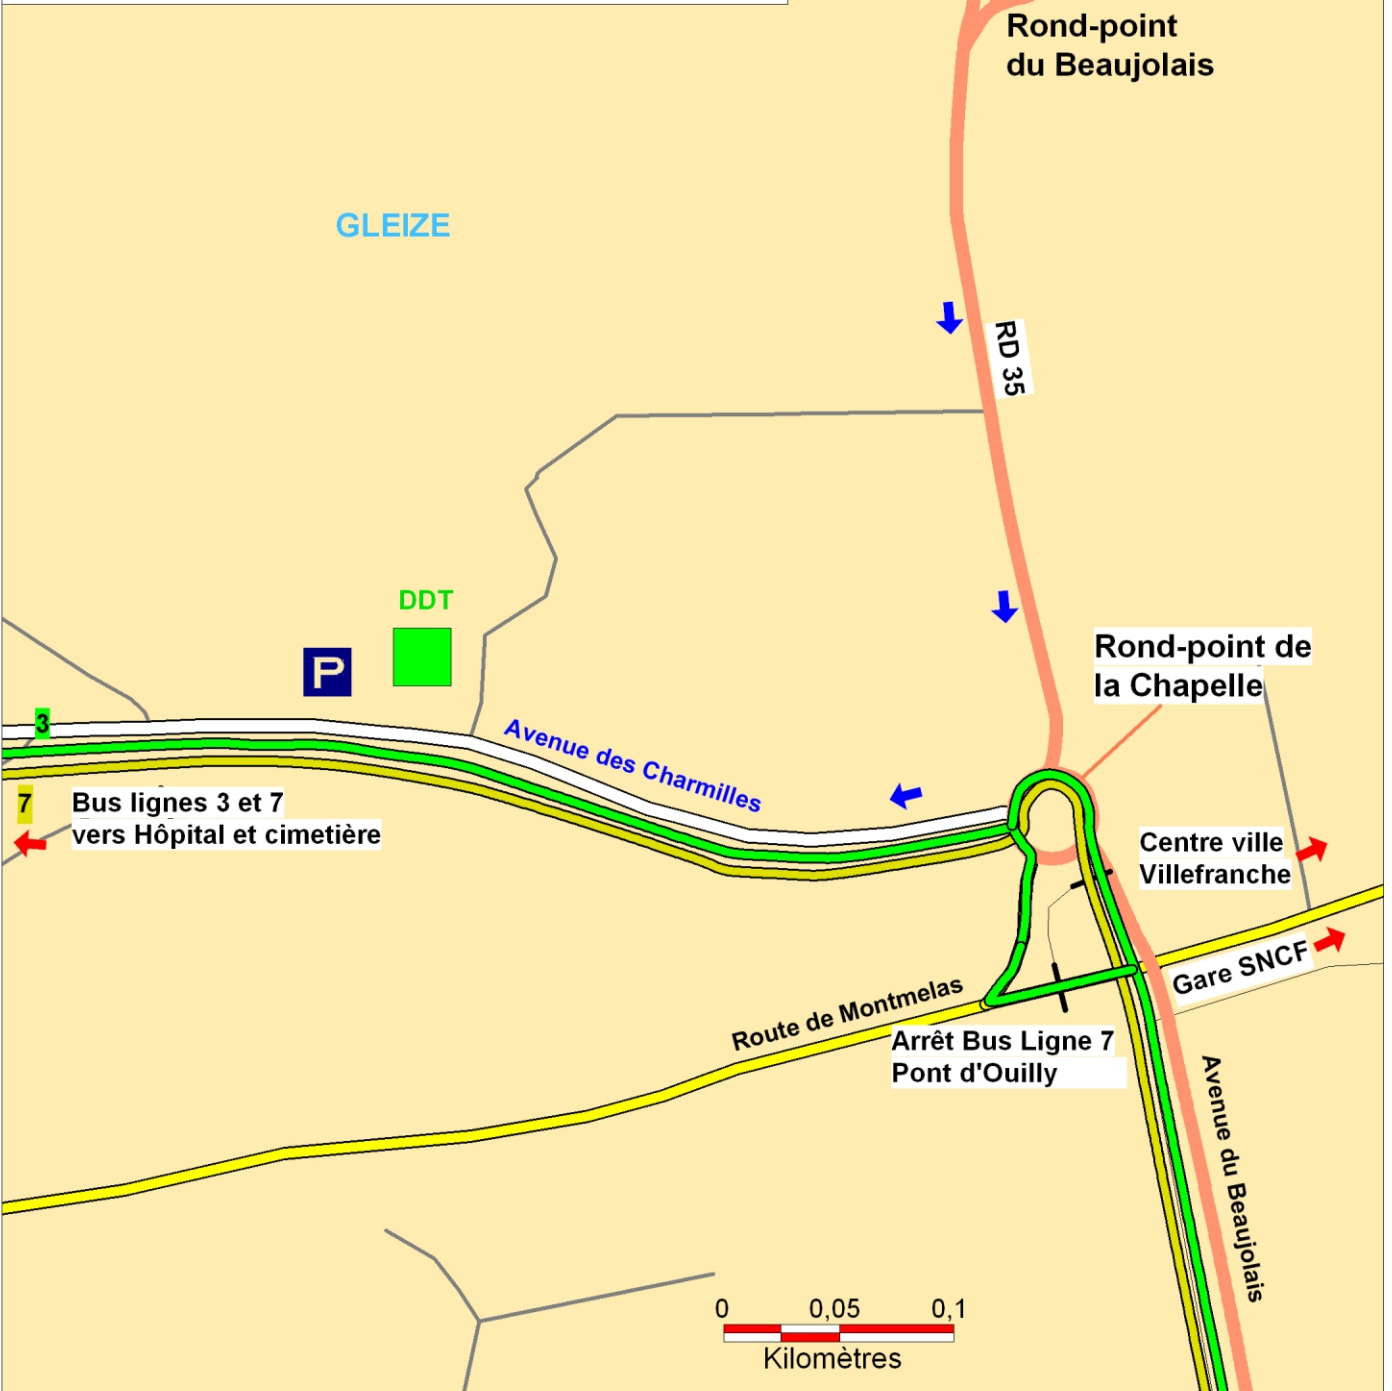 Rond-point
du Beaujolais
GLEIZE
RD 35
DDT
P
Rond-point de
la Chapelle
3
Avenue des Charmilles
7
Bus lignes 3 et 7
vers Hôpital et cimetière
Centre ville
Villefranche
Gare SNCF
Route de Montmelas
Arrêt Bus Ligne 7
Pont d'Ouilly
Avenue du Beaujolais
0 0,05 0,1
Kilomètres